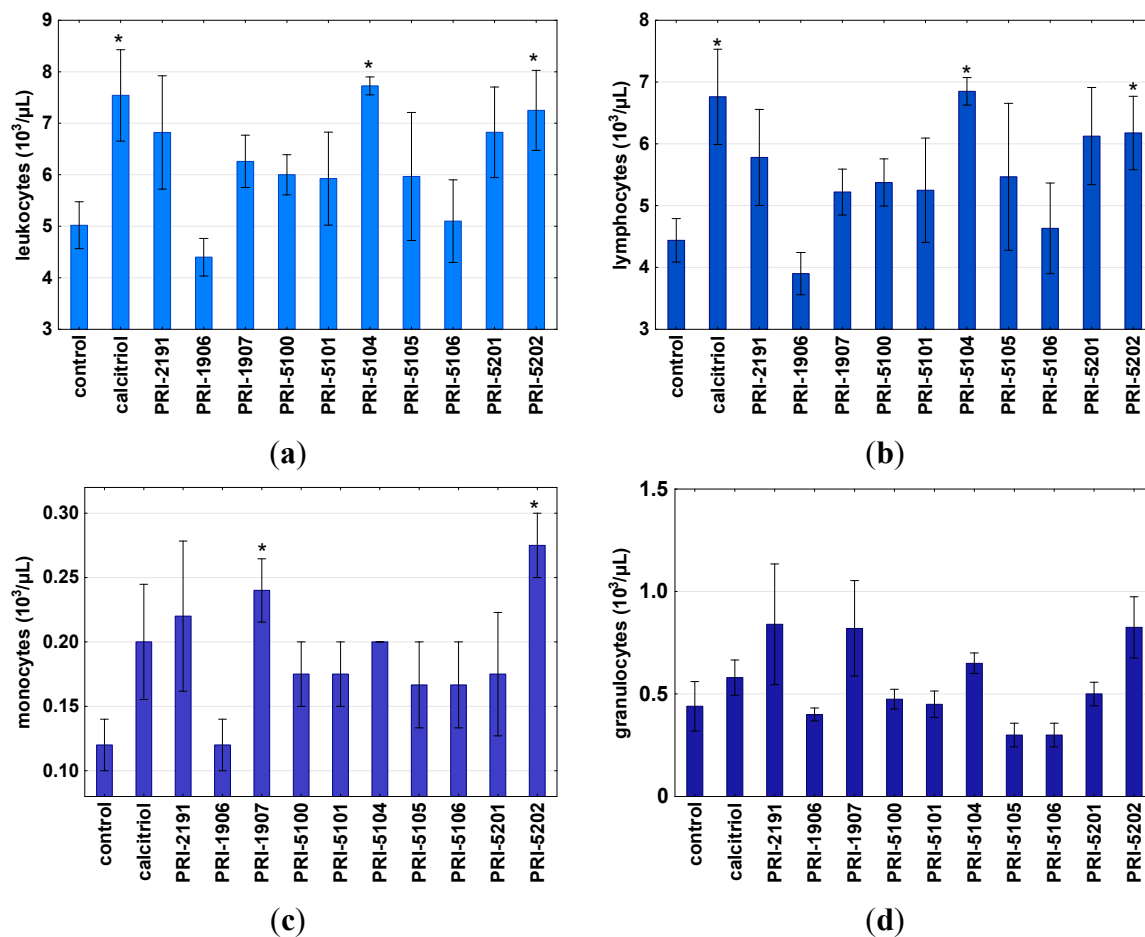 leukocytes (10³/µL)
9
8
7
6
5
4
3
*
*
*
control
calcitriol
PRI-2191
PRI-1906
PRI-1907
PRI-5100
PRI-5101
PRI-5104
PRI-5105
PRI-5106
PRI-5201
PRI-5202
(a)
lymphocytes (10³/µL)
8
7
6
5
4
3
*
*
*
control
calcitriol
PRI-2191
PRI-1906
PRI-1907
PRI-5100
PRI-5101
PRI-5104
PRI-5105
PRI-5106
PRI-5201
PRI-5202
(b)
monocytes (10³/µL)
0.30
0.25
0.20
0.15
0.10
*
*
control
calcitriol
PRI-2191
PRI-1906
PRI-1907
PRI-5100
PRI-5101
PRI-5104
PRI-5105
PRI-5106
PRI-5201
PRI-5202
(c)
granulocytes (10³/µL)
1.5
1.0
0.5
0
control
calcitriol
PRI-2191
PRI-1906
PRI-1907
PRI-5100
PRI-5101
PRI-5104
PRI-5105
PRI-5106
PRI-5201
PRI-5202
(d)